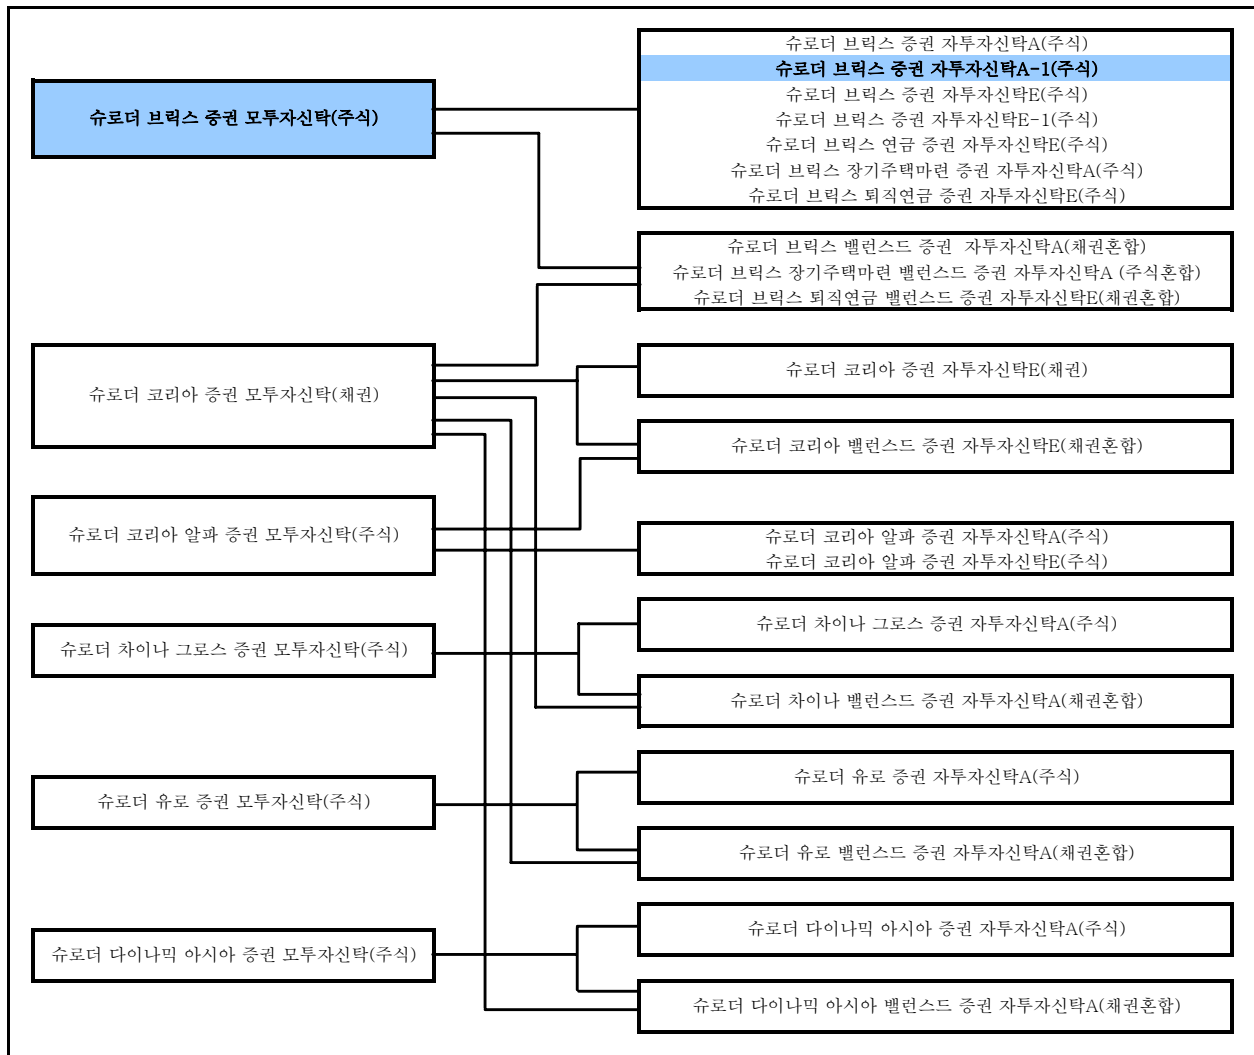 슈로더 브릭스 증권 모투자신탁(주식)
슈로더 브릭스 증권 자투자신탁A(주식)
슈로더 브릭스 증권 자투자신탁A-1(주식)
슈로더 브릭스 증권 자투자신탁E(주식)
슈로더 브릭스 증권 자투자신탁E-1(주식)
슈로더 브릭스 연금 증권 자투자신탁E(주식)
슈로더 브릭스 장기주택마련 증권 자투자신탁A(주식)
슈로더 브릭스 퇴직연금 증권 자투자신탁E(주식)
슈로더 브릭스 밸런스드 증권 자투자신탁A(채권혼합)
슈로더 브릭스 장기주택마련 밸런스드 증권 자투자신탁A (주식혼합)
슈로더 브릭스 퇴직연금 밸런스드 증권 자투자신탁E(채권혼합)
슈로더 코리아 증권 모투자신탁(채권)
슈로더 코리아 증권 자투자신탁E(채권)
슈로더 코리아 밸런스드 증권 자투자신탁E(채권혼합)
슈로더 코리아 알파 증권 모투자신탁(주식)
슈로더 코리아 알파 증권 자투자신탁A(주식)
슈로더 코리아 알파 증권 자투자신탁E(주식)
슈로더 차이나 그로스 증권 모투자신탁(주식)
슈로더 차이나 그로스 증권 자투자신탁A(주식)
슈로더 차이나 밸런스드 증권 자투자신탁A(채권혼합)
슈로더 유로 증권 모투자신탁(주식)
슈로더 유로 증권 자투자신탁A(주식)
슈로더 유로 밸런스드 증권 자투자신탁A(채권혼합)
슈로더 다이나믹 아시아 증권 모투자신탁(주식)
슈로더 다이나믹 아시아 증권 자투자신탁A(주식)
슈로더 다이나믹 아시아 밸런스드 증권 자투자신탁A(채권혼합)